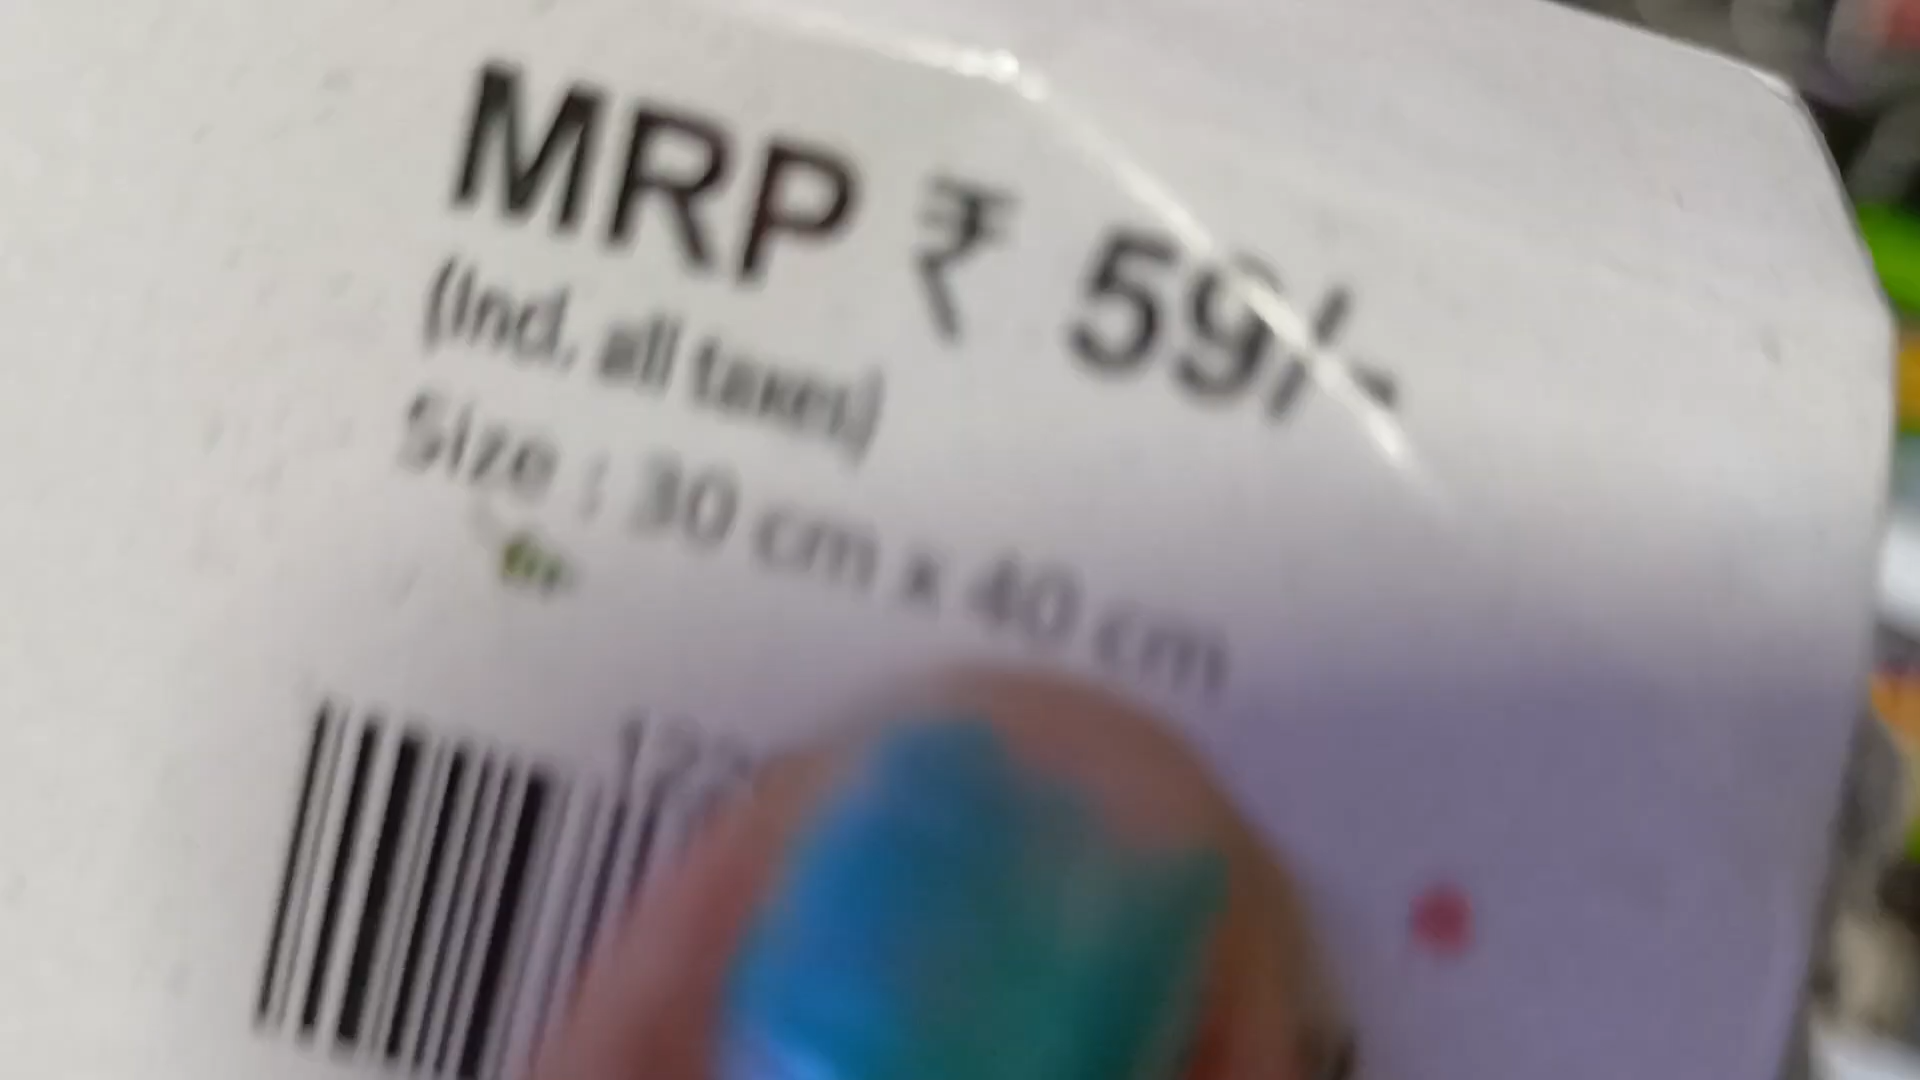 MRP ₹ 59/-
(Incl. all taxes)
Size : 30 cm x 40 cm